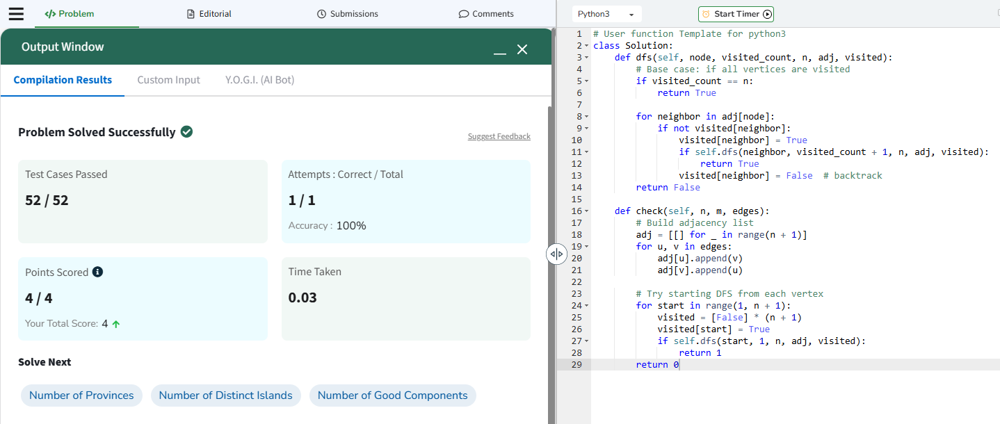 Problem
Editorial
Submissions
Comments
Output Window
Compilation Results
Custom Input
Y.O.G.I. (AI Bot)
Problem Solved Successfully
Suggest Feedback
Test Cases Passed
52 / 52
Attempts : Correct / Total
1 / 1
Accuracy : 100%
Points Scored
4 / 4
Your Total Score: 4
Time Taken
0.03
Solve Next
Number of Provinces
Number of Distinct Islands
Number of Good Components
Python3
Start Timer
1 # User function Template for python3
2 class Solution:
3     def dfs(self, node, visited_count, n, adj, visited):
4         # Base case: if all vertices are visited
5         if visited_count == n:
6             return True
7
8         for neighbor in adj[node]:
9             if not visited[neighbor]:
10                 visited[neighbor] = True
11                 if self.dfs(neighbor, visited_count + 1, n, adj, visited):
12                     return True
13                 visited[neighbor] = False  # backtrack
14         return False
15
16     def check(self, n, m, edges):
17         # Build adjacency list
18         adj = [[] for _ in range(n + 1)]
19         for u, v in edges:
20             adj[u].append(v)
21             adj[v].append(u)
22
23         # Try starting DFS from each vertex
24         for start in range(1, n + 1):
25             visited = [False] * (n + 1)
26             visited[start] = True
27             if self.dfs(start, 1, n, adj, visited):
28                 return 1
29         return 0